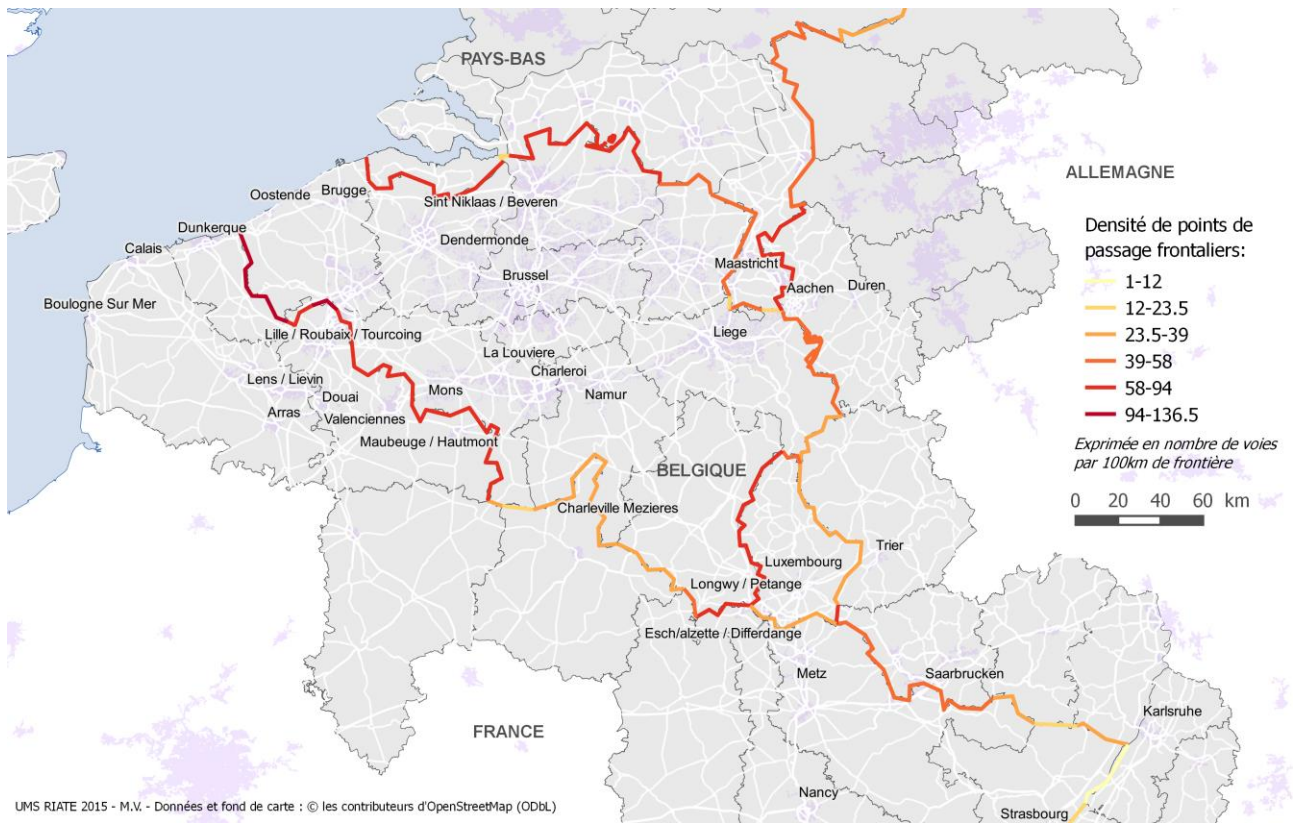 PAYS-BAS
ALLEMAGNE
Oostende
Brugge
Sint Niklaas / Beveren
Dunkerque
Dendermonde
Calais
Brussel
Maastricht
Aachen
Duren
Boulogne Sur Mer
Lille / Roubaix / Tourcoing
Liege
La Louviere
Charleroi
Lens / Lievin
Mons
Namur
Douai
Arras
Valenciennes
Maubeuge / Hautmont
BELGIQUE
Charleville Mezieres
Luxembourg
Trier
Longwy / Petange
Esch/alzette / Differdange
Metz
Saarbrucken
Karlsruhe
FRANCE
Nancy
Strasbourg
Densité de points de
passage frontaliers:
1-12
12-23.5
23.5-39
39-58
58-94
94-136.5
Exprimée en nombre de voies
par 100km de frontière
0 20 40 60 km
UMS RIATE 2015 - M.V. - Données et fond de carte : © les contributeurs d'OpenStreetMap (ODbL)